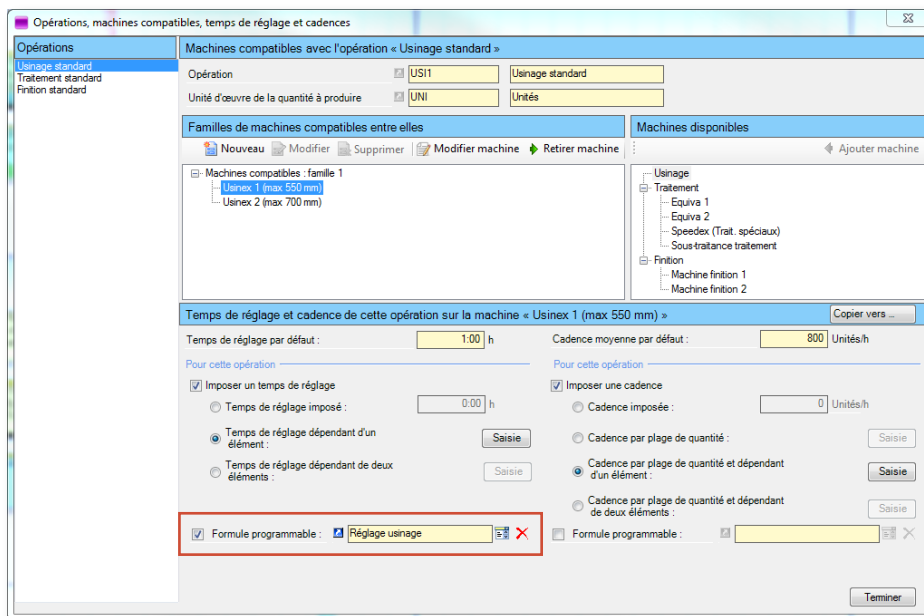 Opérations, machines compatibles, temps de réglage et cadences
Opérations
Usinage standard
Traitement standard
Finition standard
Machines compatibles avec l'opération « Usinage standard »
Opération
USI1
Usinage standard
Unité d'œuvre de la quantité à produire
UNI
Unités
Familles de machines compatibles entre elles
Nouveau Modifier Supprimer Modifier machine Retirer machine
Machines compatibles : famille 1
Usinex 1 (max 550 mm)
Usinex 2 (max 700 mm)
Machines disponibles
Ajouter machine
Usinage
Traitement
Equiva 1
Equiva 2
Speedex (Trait. spéciaux)
Sous-traitance traitement
Finition
Machine finition 1
Machine finition 2
Temps de réglage et cadence de cette opération sur la machine « Usinex 1 (max 550 mm) »
Copier vers ...
Temps de réglage par défaut :
1:00 h
Pour cette opération
Imposer un temps de réglage
Temps de réglage imposé :
0:00 h
Temps de réglage dépendant d'un
élément :
Saisie
Temps de réglage dépendant de deux
éléments :
Saisie
Formule programmable :
Réglage usinage
Cadence moyenne par défaut :
800 Unités/h
Pour cette opération
Imposer une cadence
Cadence imposée :
0 Unités/h
Cadence par plage de quantité :
Saisie
Cadence par plage de quantité et dépendant
d'un élément :
Saisie
Cadence par plage de quantité et dépendant
de deux éléments :
Saisie
Formule programmable :
Terminer